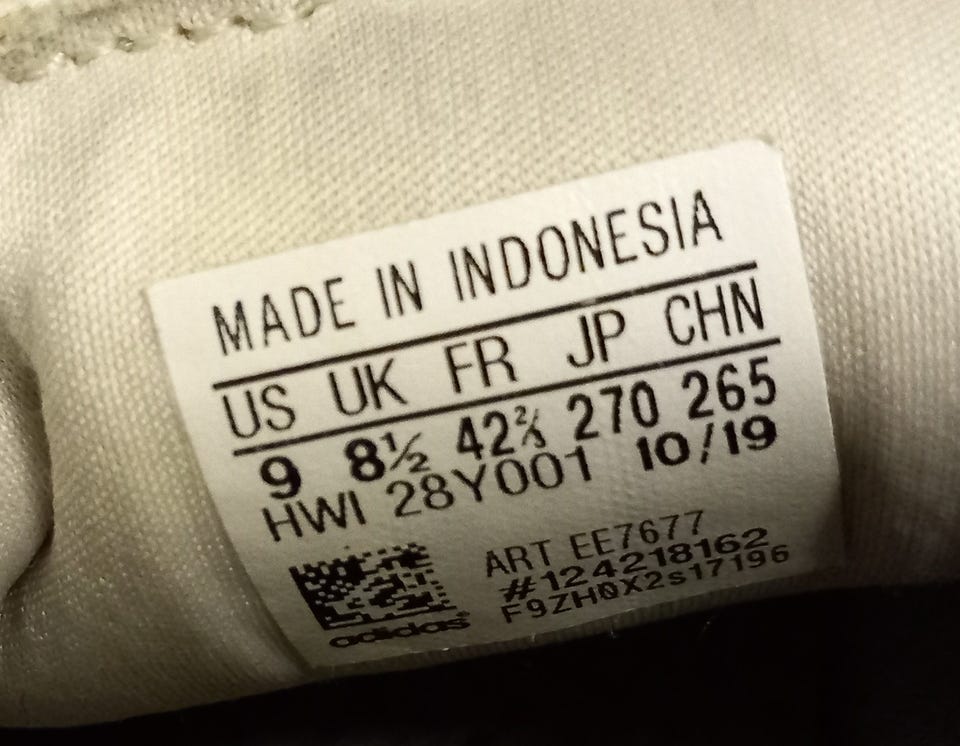 MADE IN INDONESIA
US UK FR JP CHN
9 8½ 42⅔ 270 265
HWI 28Y001 10/19
ART EE7677
#124218162
F9ZH0X2s17196
adidas®